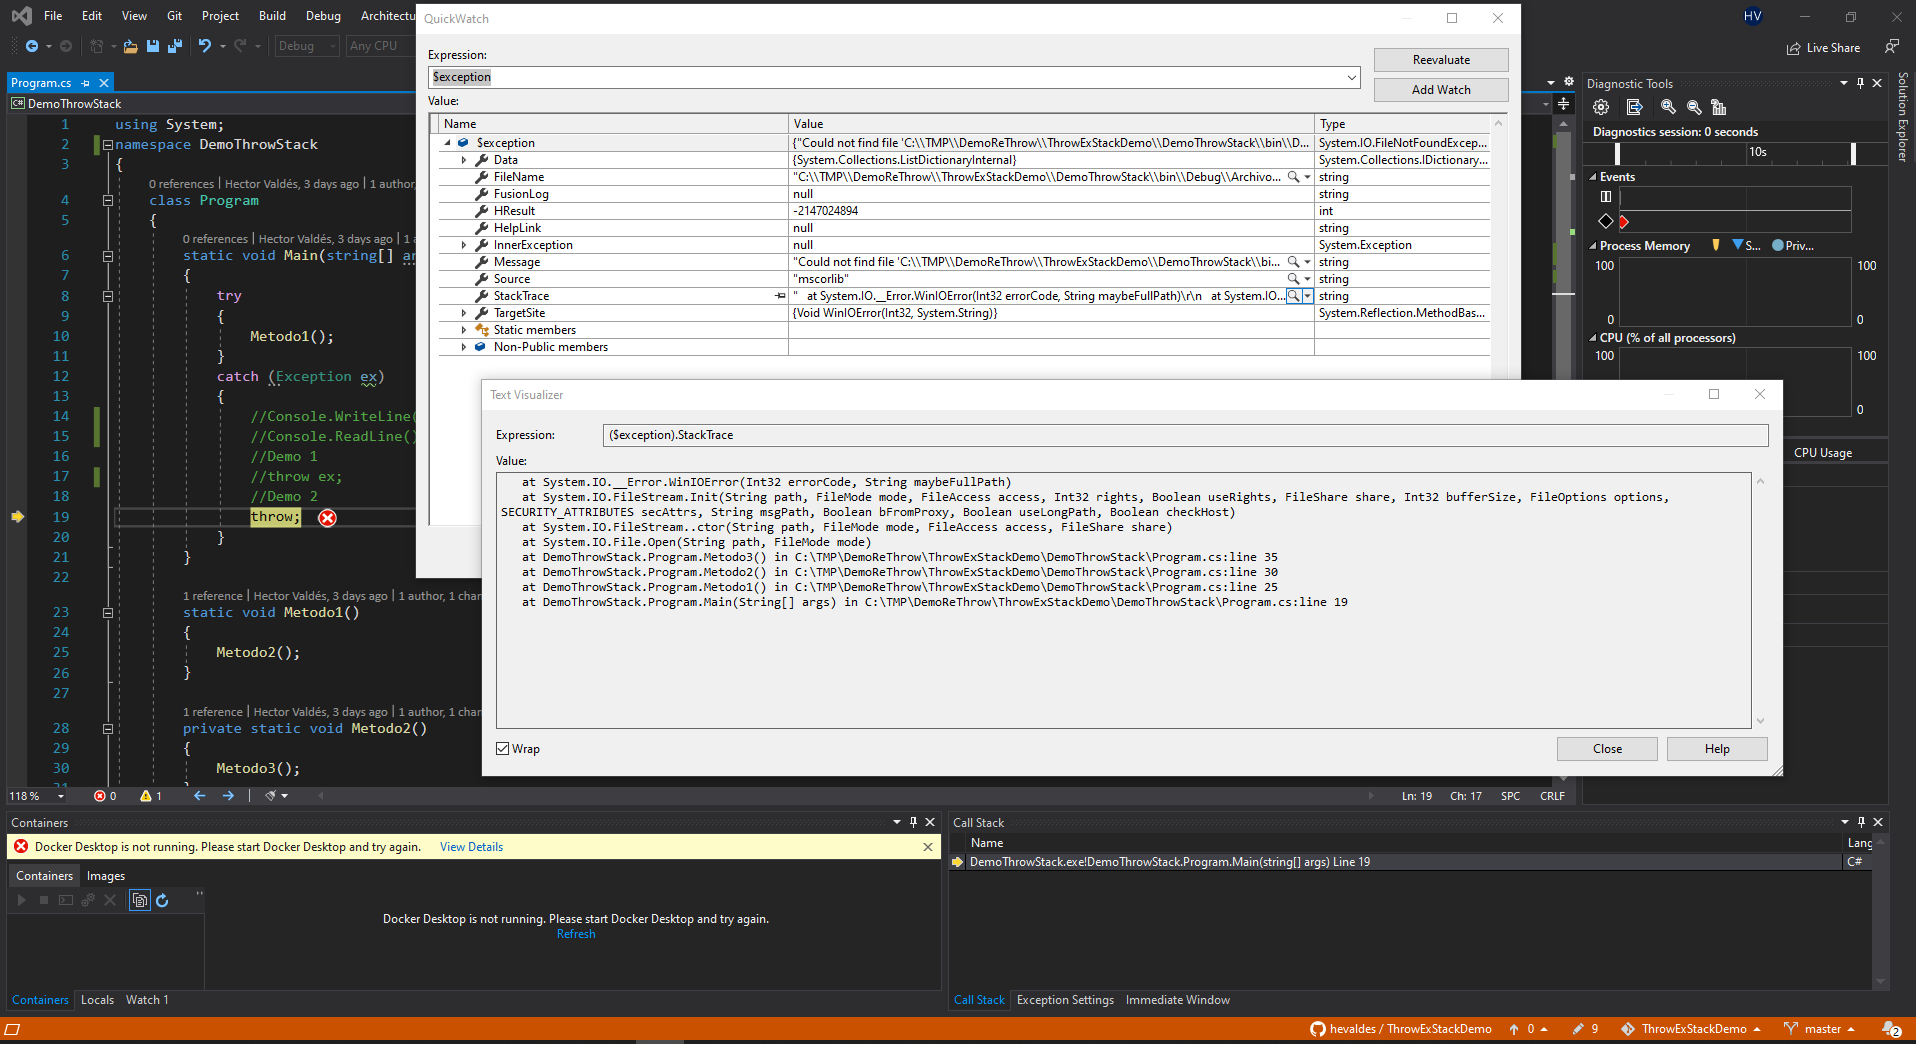 File Edit View Git Project Build Debug
QuickWatch
HV
Debug Any CPU
Live Share
Expression:
$exception
Reevaluate
Add Watch
Value:
Name Value Type
$exception {"Could not find file 'C:\\TMP\\DemoReThrow\\ThrowExStackDemo\\DemoThrowStack\\bin\\D... System.IO.FileNotFoundExcep...
Data {System.Collections.ListDictionaryInternal} System.Collections.IDictionary...
FileName "C:\\TMP\\DemoReThrow\\ThrowExStackDemo\\DemoThrowStack\\bin\\Debug\\Archivo... string
FusionLog null string
HResult -2147024894 int
HelpLink null string
InnerException null System.Exception
Message "Could not find file 'C:\\TMP\\DemoReThrow\\ThrowExStackDemo\\DemoThrowStack\\bi... string
Source "mscorlib" string
StackTrace "   at System.IO.__Error.WinIOError(Int32 errorCode, String maybeFullPath)\r\n   at System.IO... string
TargetSite {Void WinIOError(Int32, System.String)} System.Reflection.MethodBas...
Static members
Non-Public members
Program.cs
C# DemoThrowStack
1 using System;
2 namespace DemoThrowStack
3 {
0 references | Hector Valdés, 3 days ago | 1 author,
4 class Program
5 {
0 references | Hector Valdés, 3 days ago | 1
6 static void Main(string[]
7 {
8 try
9 {
10 Metodo1();
11 }
12 catch (Exception ex)
13 {
14 //Console.WriteLine(
15 //Console.ReadLine()
16 //Demo 1
17 //throw ex;
18 //Demo 2
19 throw;
20 }
21 }
22
1 reference | Hector Valdés, 3 days ago | 1 author,
23 static void Metodo1()
24 {
25 Metodo2();
26 }
27
1 reference | Hector Valdés, 3 days ago | 1 author,
28 private static void Metodo2()
29 {
30 Metodo3();
Text Visualizer
Expression: ($exception).StackTrace
Value:
at System.IO.__Error.WinIOError(Int32 errorCode, String maybeFullPath)
at System.IO.FileStream.Init(String path, FileMode mode, FileAccess access, Int32 rights, Boolean useRights, FileShare share, Int32 bufferSize, FileOptions options,
SECURITY_ATTRIBUTES secAttrs, String msgPath, Boolean bFromProxy, Boolean useLongPath, Boolean checkHost)
at System.IO.FileStream..ctor(String path, FileMode mode, FileAccess access, FileShare share)
at System.IO.File.Open(String path, FileMode mode)
at DemoThrowStack.Program.Metodo3() in C:\TMP\DemoReThrow\ThrowExStackDemo\DemoThrowStack\Program.cs:line 35
at DemoThrowStack.Program.Metodo2() in C:\TMP\DemoReThrow\ThrowExStackDemo\DemoThrowStack\Program.cs:line 30
at DemoThrowStack.Program.Metodo1() in C:\TMP\DemoReThrow\ThrowExStackDemo\DemoThrowStack\Program.cs:line 25
at DemoThrowStack.Program.Main(String[] args) in C:\TMP\DemoReThrow\ThrowExStackDemo\DemoThrowStack\Program.cs:line 19
Wrap
Close
Help
Diagnostic Tools
Diagnostics session: 0 seconds
10s
Events
Process Memory S... Priv...
100 100
0 0
CPU (% of all processors)
100 100
0
CPU Usage
Solution Explorer
118 % 0 1 Ln: 19 Ch: 17 SPC CRLF
Containers
Docker Desktop is not running. Please start Docker Desktop and try again. View Details
Containers Images
Docker Desktop is not running. Please start Docker Desktop and try again.
Refresh
Containers Locals Watch 1
Call Stack
Name Lang
DemoThrowStack.exe!DemoThrowStack.Program.Main(string[] args) Line 19 C#
Call Stack Exception Settings Immediate Window
hevaldes / ThrowExStackDemo 0 9 ThrowExStackDemo master 2